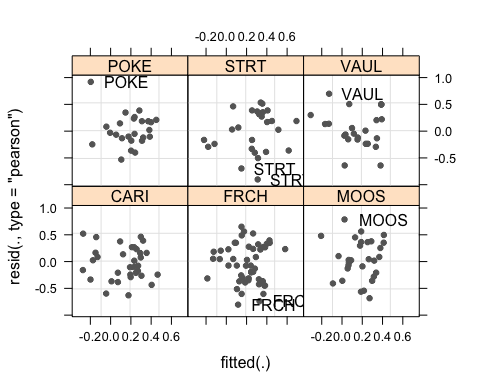 -0.20.0 0.2 0.4 0.6
POKE STRT VAUL
POKE
VAUL
STRT
STR
1.0
0.5
0.0
-0.5
CARI FRCH MOOS
MOOS
FRCH
FRC
1.0
0.5
0.0
-0.5
-0.20.0 0.2 0.4 0.6 -0.20.0 0.2 0.4 0.6
fitted(.)
resid(., type = "pearson")